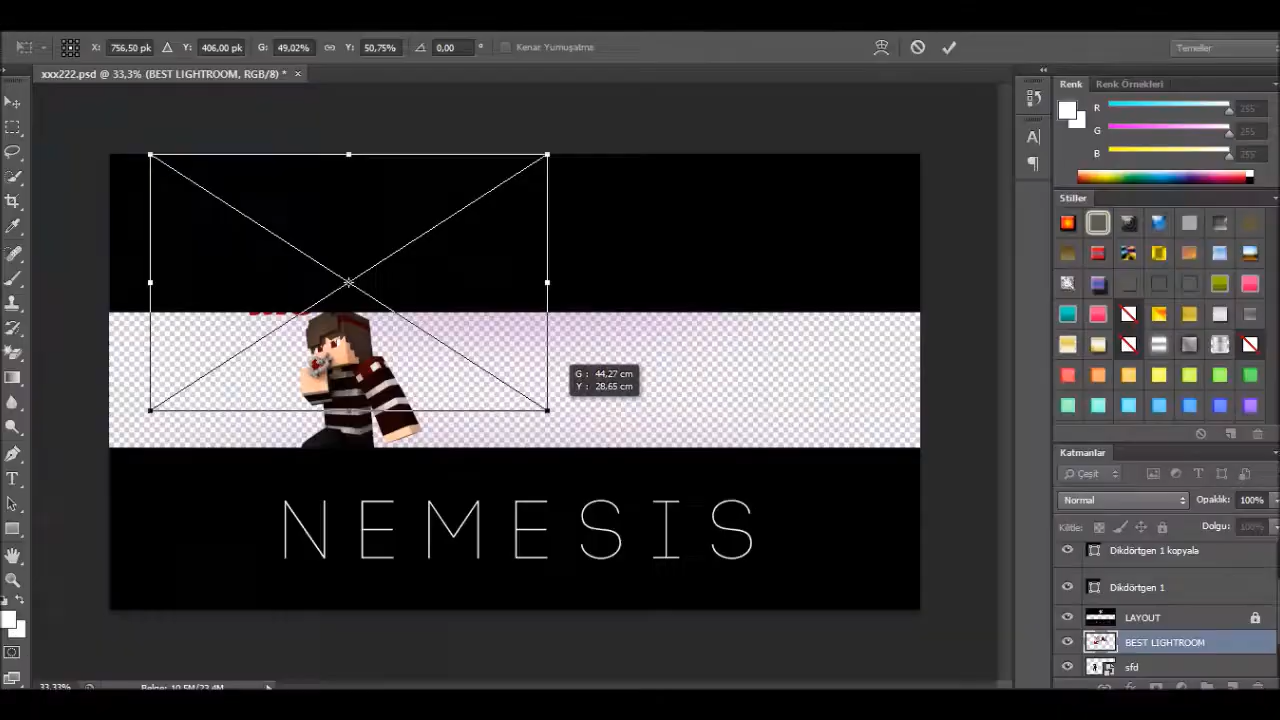 X: 756,50 pk Y: 406,00 pk G: 49,02% Y: 50,75% 0,00 ° Kenar Yumuşatma Temeller
xxx222.psd @ 33,3% (BEST LIGHTROOM, RGB/8) * ×
Renk Renk Örnekleri
R 255
G 255
B 255
Stiller
G : 44,27 cm
Y : 28,65 cm
NEMESIS
Katmanlar
Çeşit
Normal Opaklık: 100%
Kilitle: Dolgu: 100%
Dikdörtgen 1 kopyala
Dikdörtgen 1
LAYOUT
BEST LIGHTROOM
sfd
33,33% Belge: 10,5M/23,4M